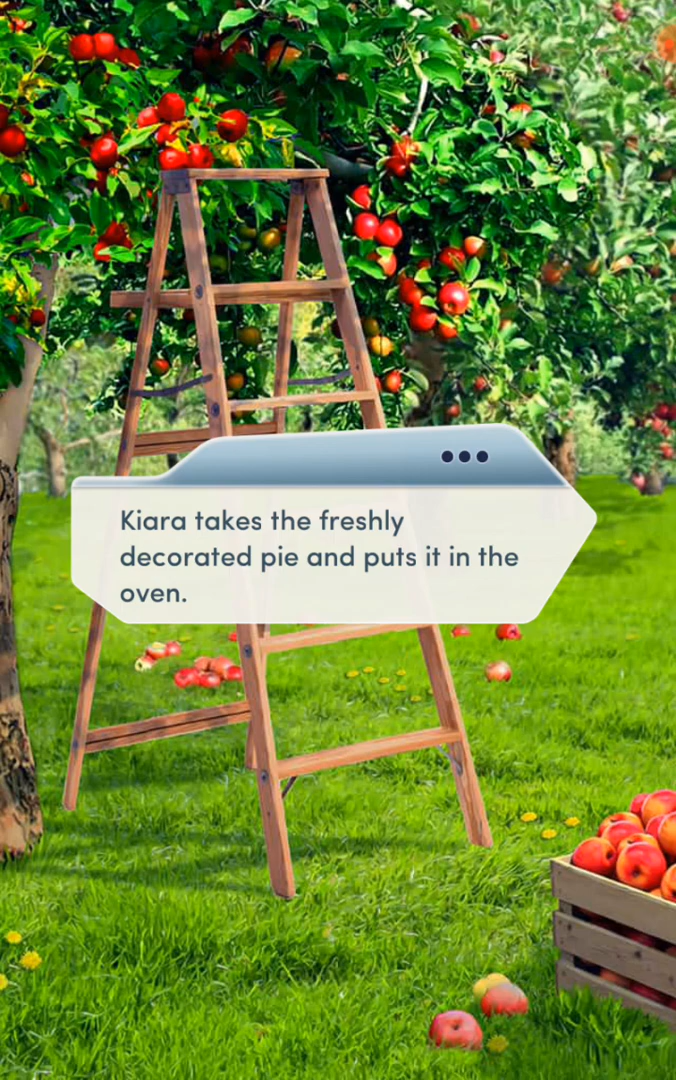 Kiara takes the freshly
decorated pie and puts it in the
oven.